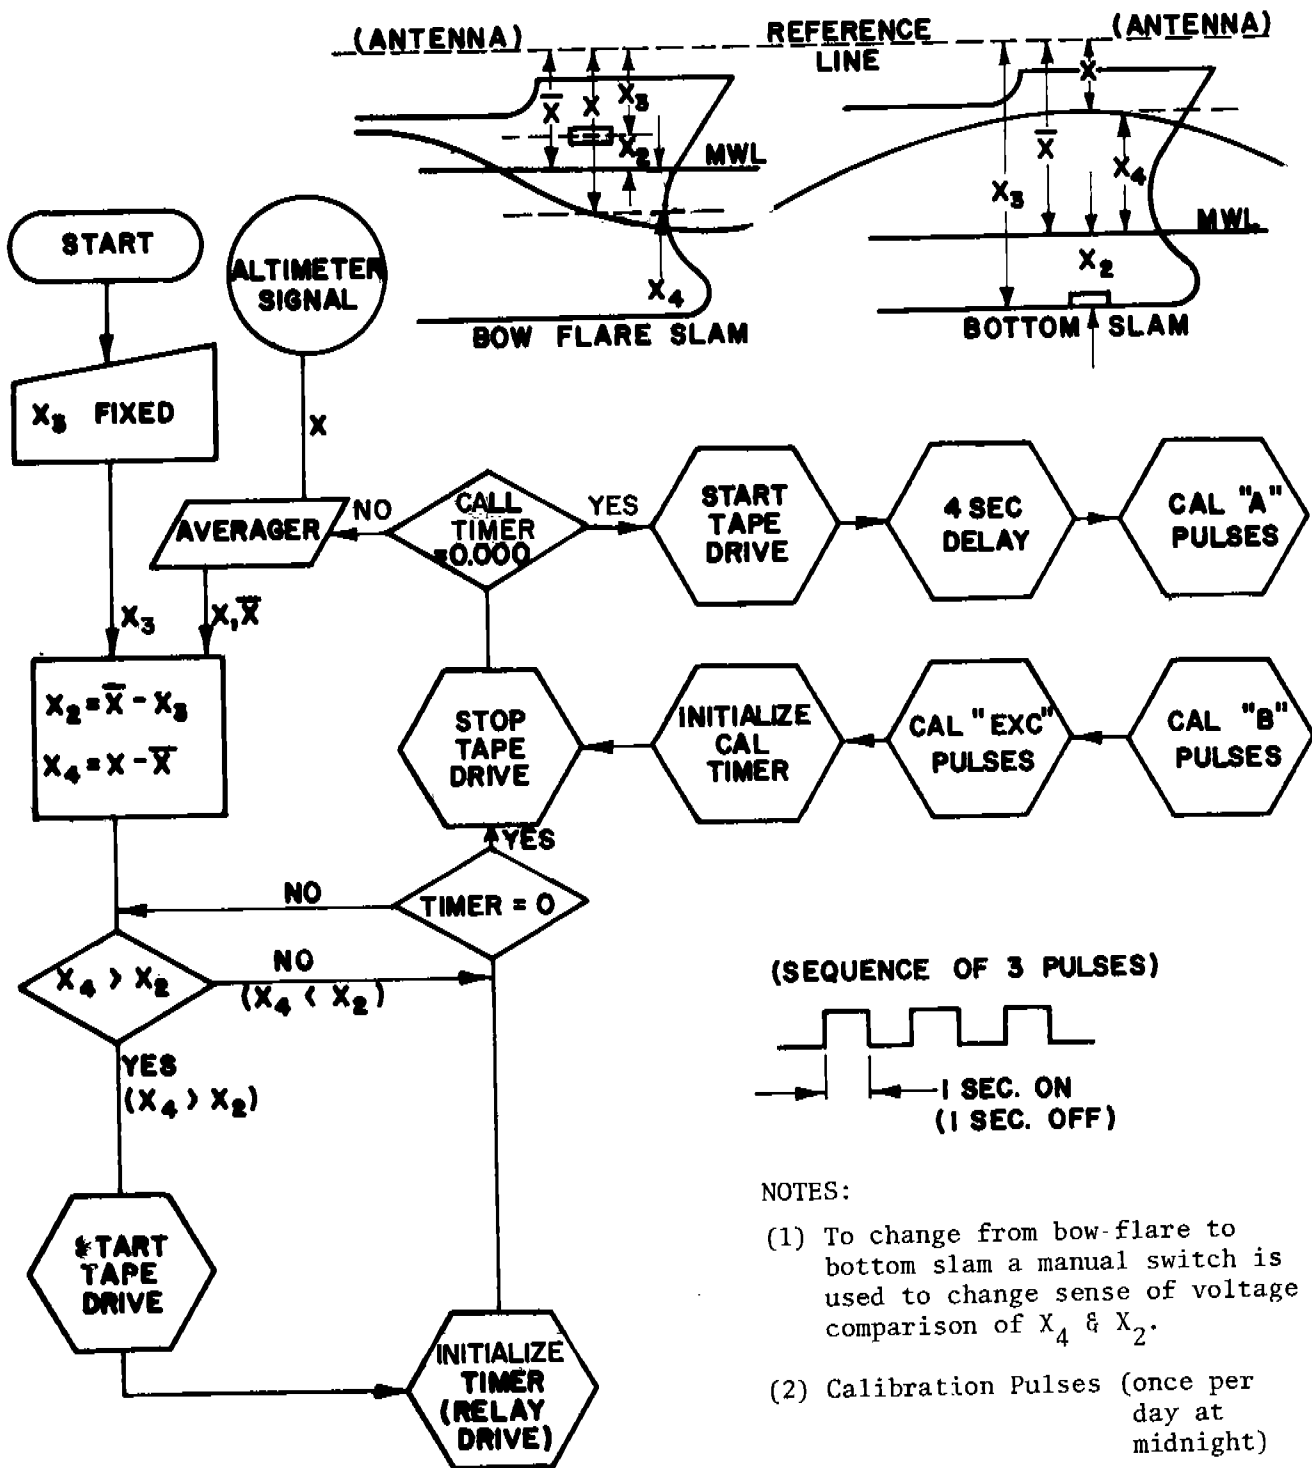 (ANTENNA)
REFERENCE
LINE
(ANTENNA)
X̄
X
X₃
X₂
MWL
X₄
BOW FLARE SLAM
X
X̄
X₃
X₄
MWL
X₂
BOTTOM SLAM
START
ALTIMETER
SIGNAL
X₃ FIXED
X
AVERAGER
NO
CALL
TIMER
=0.000
YES
START
TAPE
DRIVE
4 SEC
DELAY
CAL "A"
PULSES
X₃
X, X̄
X₂ = X̄ - X₃
X₄ = X - X̄
STOP
TAPE
DRIVE
INITIALIZE
CAL
TIMER
CAL "EXC"
PULSES
CAL "B"
PULSES
YES
NO
TIMER = 0
X₄ > X₂
NO
(X₄ < X₂)
YES
(X₄ > X₂)
START
TAPE
DRIVE
INITIALIZE
TIMER
(RELAY
DRIVE)
(SEQUENCE OF 3 PULSES)
1 SEC. ON
(1 SEC. OFF)
NOTES:
(1) To change from bow-flare to
bottom slam a manual switch is
used to change sense of voltage
comparison of X₄ & X₂.
(2) Calibration Pulses (once per
day at
midnight)